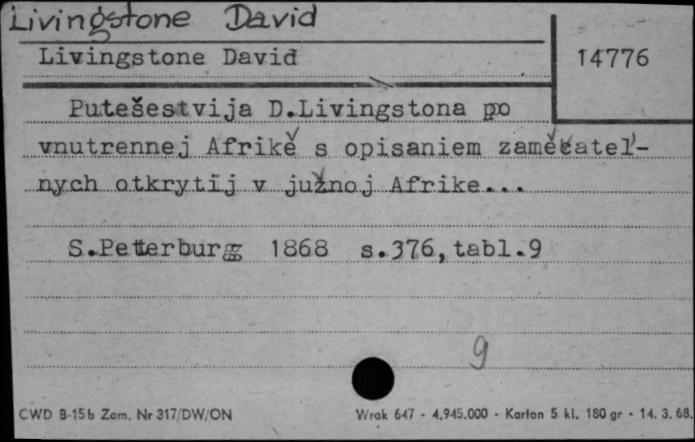 Livingstone David
Livingstone David
14776
Putešestvija D.Livingstona po
vnutrennej Afrikě s opisaniem zaměčatel'-
nych otkrytij v južnoj Afrike...
S.Petterburg 1868 s.376,tabl.9
9
CWD B-15b Zam. Nr 317/DW/ON
Wrak 647 - 4.945.000 - Karton 5 kl. 180 gr - 14. 3. 68.